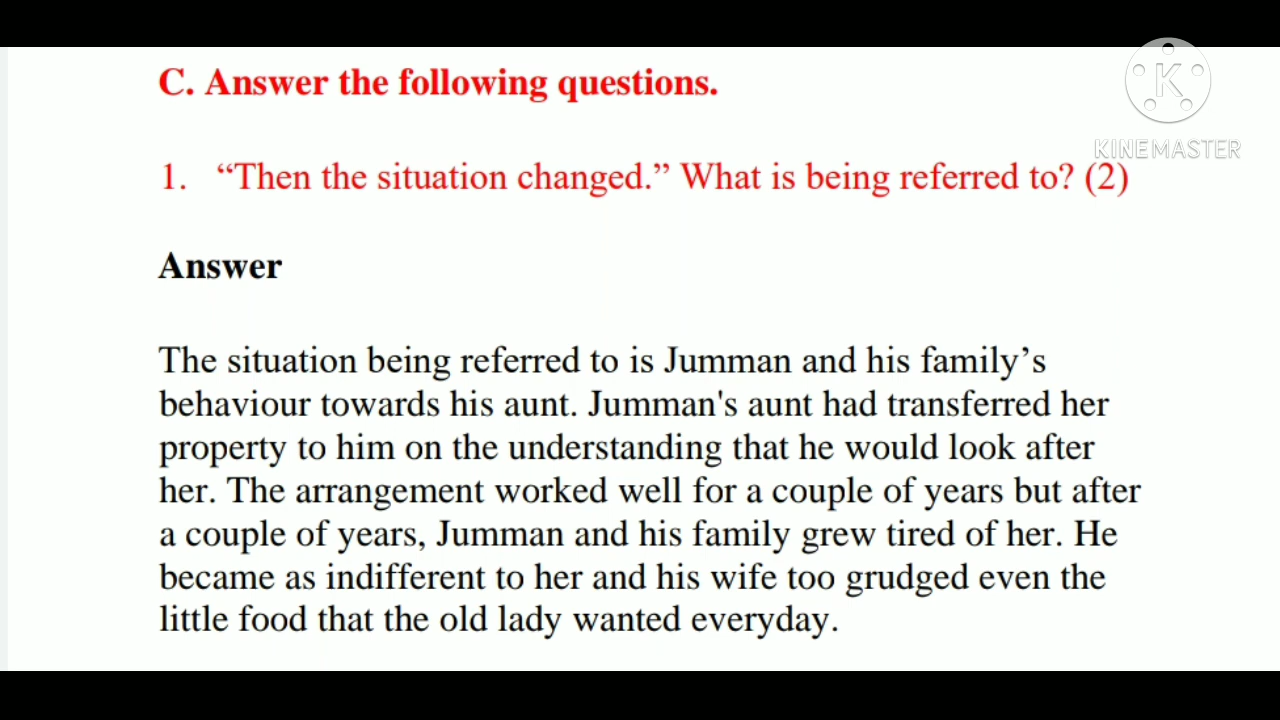 C. Answer the following questions.
K
KINEMASTER
1. “Then the situation changed.” What is being referred to? (2)
Answer
The situation being referred to is Jumman and his family’s
behaviour towards his aunt. Jumman's aunt had transferred her
property to him on the understanding that he would look after
her. The arrangement worked well for a couple of years but after
a couple of years, Jumman and his family grew tired of her. He
became as indifferent to her and his wife too grudged even the
little food that the old lady wanted everyday.